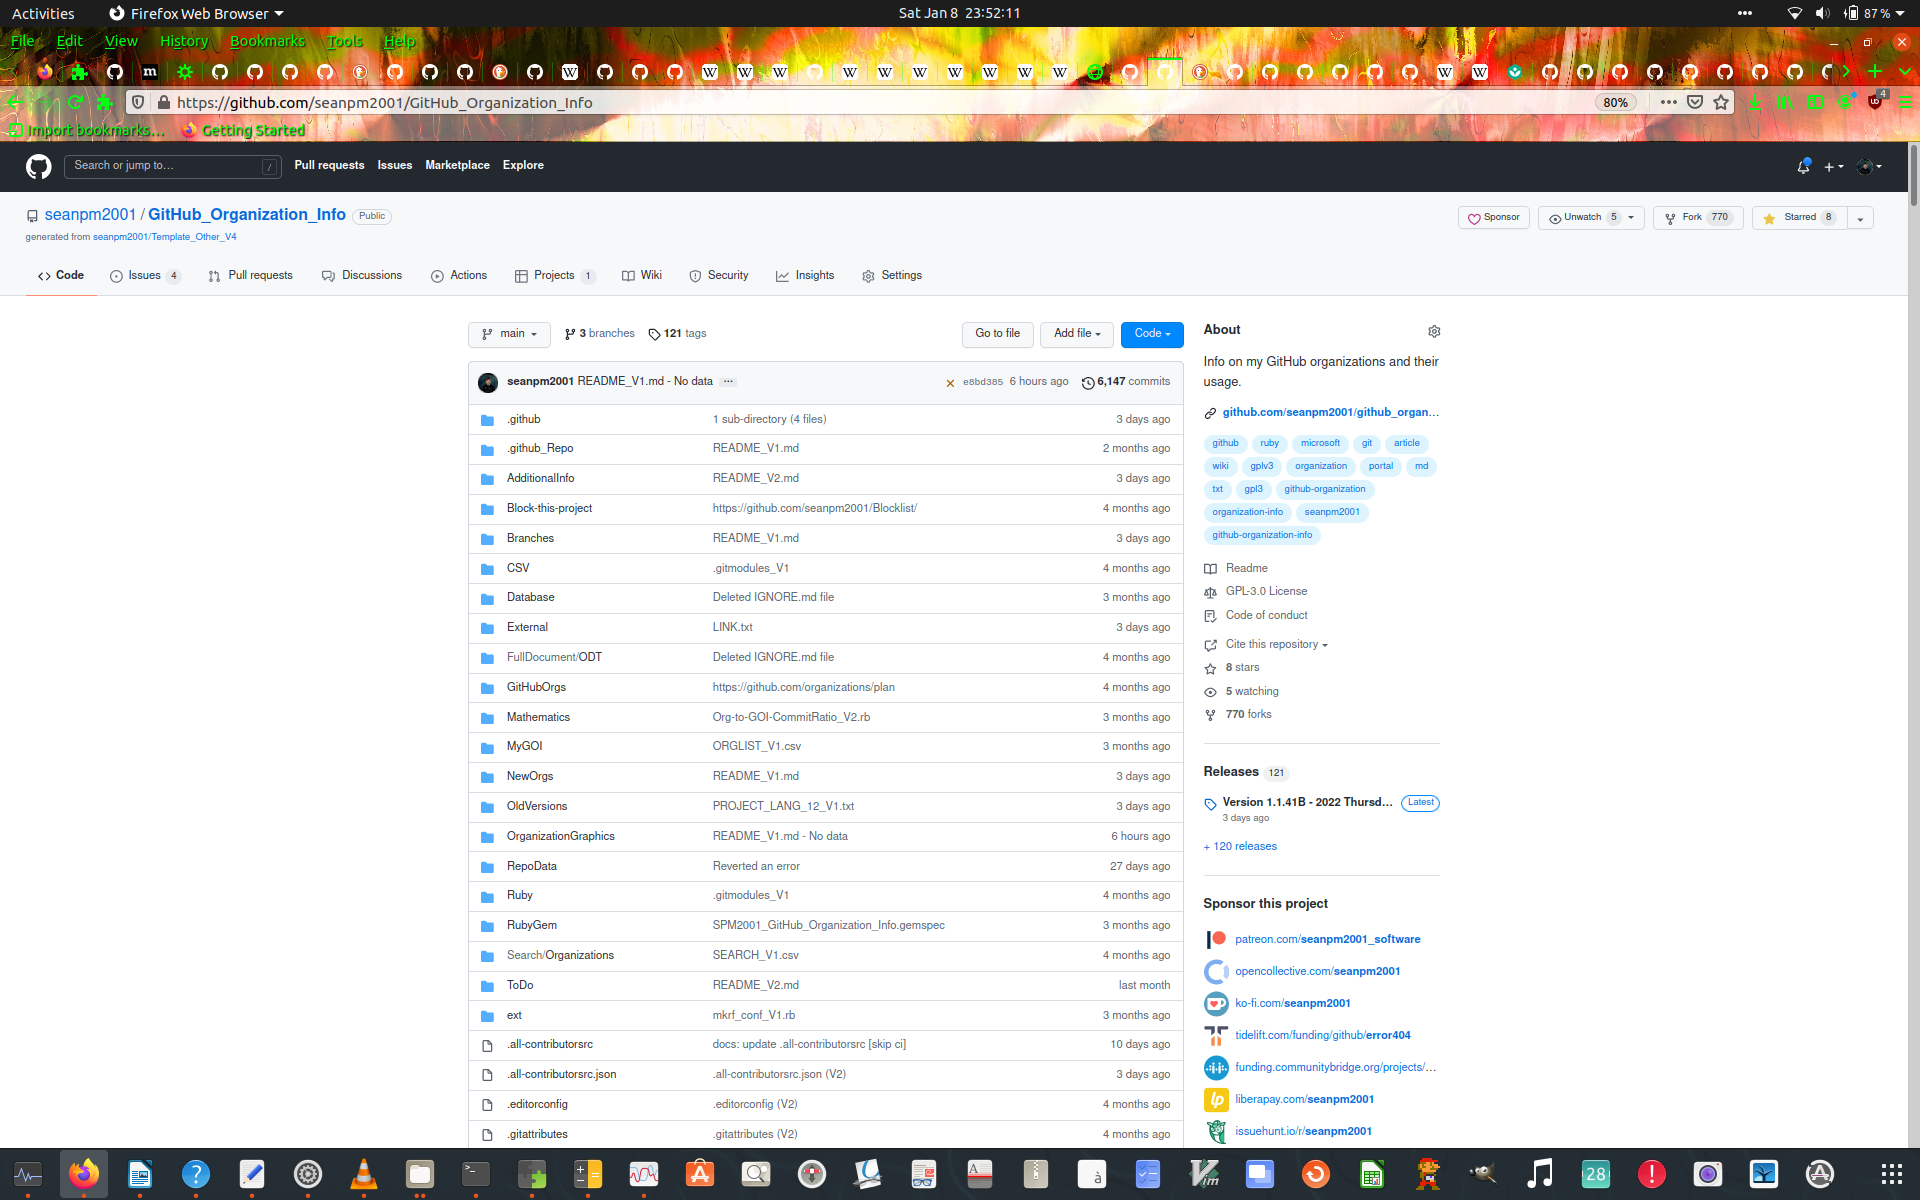 Activities Firefox Web Browser Sat Jan 8 23:52:11 87 %
File Edit View History Bookmarks Tools Help
https://github.com/seanpm2001/GitHub_Organization_Info 80% 4
Import bookmarks... Getting Started
Search or jump to... / Pull requests Issues Marketplace Explore
seanpm2001 / GitHub_Organization_Info Public Sponsor Unwatch 5 Fork 770 Starred 8
generated from seanpm2001/Template_Other_V4
Code Issues 4 Pull requests Discussions Actions Projects 1 Wiki Security Insights Settings
main 3 branches 121 tags Go to file Add file Code
seanpm2001 README_V1.md - No data ... e8bd385 6 hours ago 6,147 commits
.github 1 sub-directory (4 files) 3 days ago
.github_Repo README_V1.md 2 months ago
AdditionalInfo README_V2.md 3 days ago
Block-this-project https://github.com/seanpm2001/Blocklist/ 4 months ago
Branches README_V1.md 3 days ago
CSV .gitmodules_V1 4 months ago
Database Deleted IGNORE.md file 3 months ago
External LINK.txt 3 days ago
FullDocument/ODT Deleted IGNORE.md file 4 months ago
GitHubOrgs https://github.com/organizations/plan 4 months ago
Mathematics Org-to-GOI-CommitRatio_V2.rb 3 months ago
MyGOI ORGLIST_V1.csv 3 months ago
NewOrgs README_V1.md 3 days ago
OldVersions PROJECT_LANG_12_V1.txt 3 days ago
OrganizationGraphics README_V1.md - No data 6 hours ago
RepoData Reverted an error 27 days ago
Ruby .gitmodules_V1 4 months ago
RubyGem SPM2001_GitHub_Organization_Info.gemspec 3 months ago
Search/Organizations SEARCH_V1.csv 4 months ago
ToDo README_V2.md last month
ext mkrf_conf_V1.rb 3 months ago
.all-contributorsrc docs: update .all-contributorsrc [skip ci] 10 days ago
.all-contributorsrc.json .all-contributorsrc.json (V2) 3 days ago
.editorconfig .editorconfig (V2) 4 months ago
.gitattributes .gitattributes (V2) 4 months ago
About
Info on my GitHub organizations and their
usage.
github.com/seanpm2001/github_organ...
github ruby microsoft git article
wiki gplv3 organization portal md
txt gpl3 github-organization
organization-info seanpm2001
github-organization-info
Readme
GPL-3.0 License
Code of conduct
Cite this repository
8 stars
5 watching
770 forks
Releases 121
Version 1.1.41B - 2022 Thursd... Latest
3 days ago
+ 120 releases
Sponsor this project
patreon.com/seanpm2001_software
opencollective.com/seanpm2001
ko-fi.com/seanpm2001
tidelift.com/funding/github/error404
funding.communitybridge.org/projects/...
liberapay.com/seanpm2001
issuehunt.io/r/seanpm2001
28